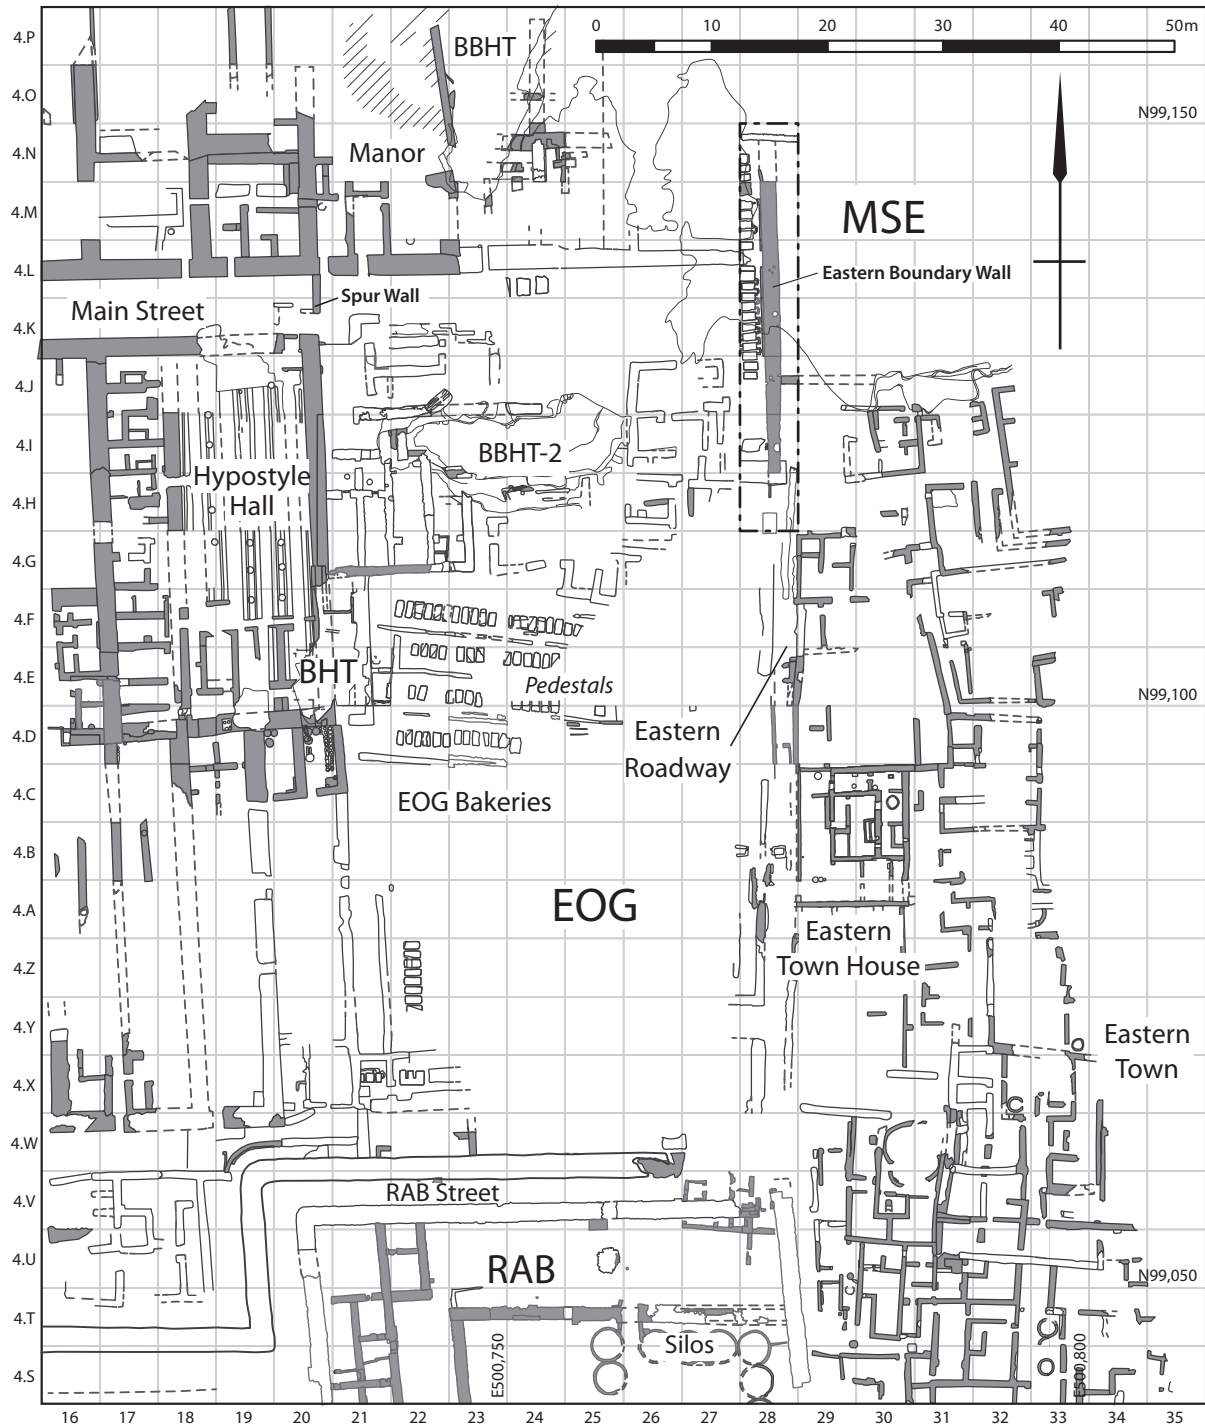 0 10 20 30 40 50m
4.P
4.O
4.N
4.M
4.L
4.K
4.J
4.I
4.H
4.G
4.F
4.E
4.D
4.C
4.B
4.A
4.Z
4.Y
4.X
4.W
4.V
4.U
4.T
4.S
BBHT
N99,150
Manor
MSE
Eastern Boundary Wall
Spur Wall
Main Street
BBHT-2
Hypostyle
Hall
BHT
Pedestals
N99,100
Eastern
Roadway
EOG Bakeries
EOG
Eastern
Town House
Eastern
Town
RAB Street
RAB
N99,050
Silos
E500,750
E500,800
16 17 18 19 20 21 22 23 24 25 26 27 28 29 30 31 32 33 34 35